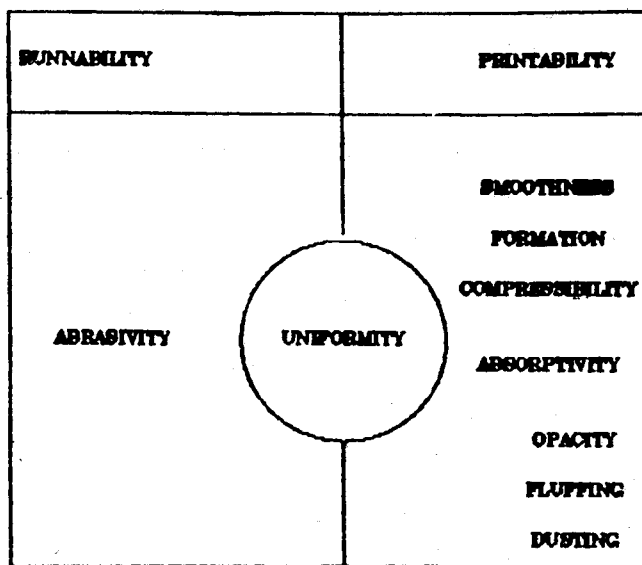 RUNNABILITY PRINTABILITY
SMOOTHNESS
FORMATION
COMPRESSIBILITY
ABRASIVITY UNIFORMITY
ABSORPTIVITY
OPACITY
FLUFFING
DUSTING